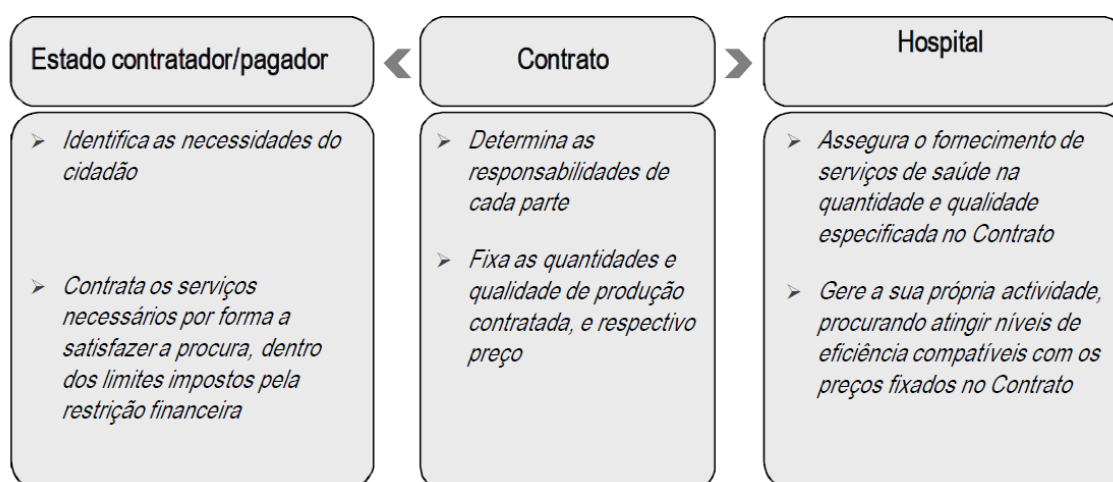 Estado contratador/pagador
Identifica as necessidades do
cidadão
Contrata os serviços
necessários por forma a
satisfazer a procura, dentro
dos limites impostos pela
restrição financeira
Contrato
Determina as
responsabilidades de
cada parte
Fixa as quantidades e
qualidade de produção
contratada, e respectivo
preço
Hospital
Assegura o fornecimento de
serviços de saúde na
quantidade e qualidade
especificada no Contrato
Gere a sua própria actividade,
procurando atingir níveis de
eficiência compatíveis com os
preços fixados no Contrato